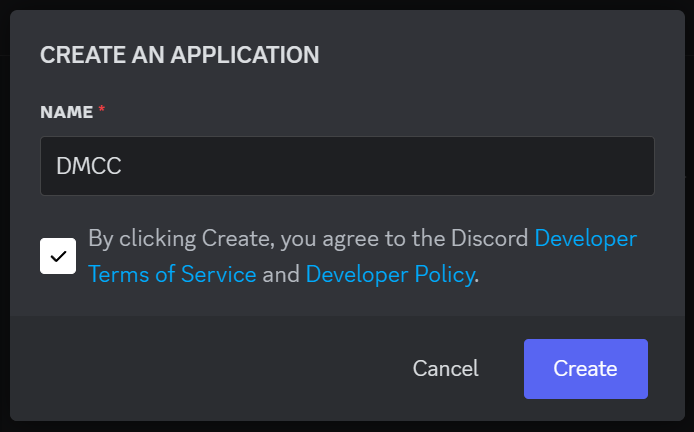 CREATE AN APPLICATION
NAME *
DMCC
By clicking Create, you agree to the Discord Developer
Terms of Service and Developer Policy.
Cancel
Create